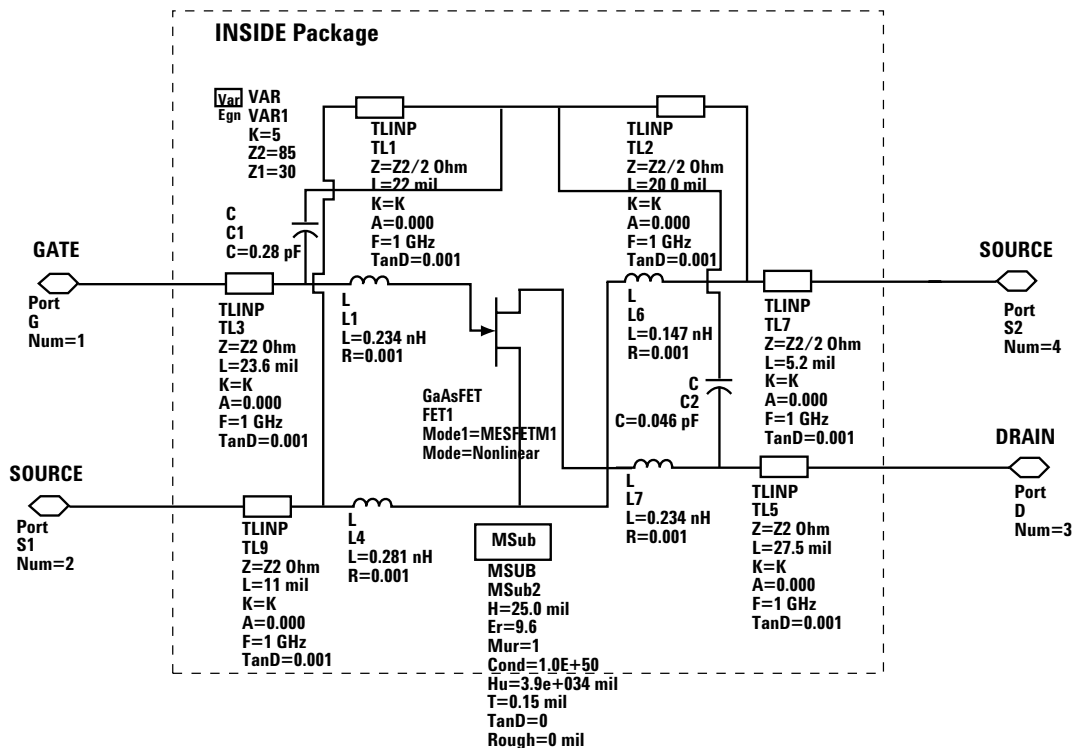 INSIDE Package
Var
Egn
VAR
VAR1
K=5
Z2=85
Z1=30
TLINP
TL1
Z=Z2/2 Ohm
L=22 mil
K=K
A=0.000
F=1 GHz
TanD=0.001
TLINP
TL2
Z=Z2/2 Ohm
L=20 0 mil
K=K
A=0.000
F=1 GHz
TanD=0.001
C
C1
C=0.28 pF
GATE
Port
G
Num=1
TLINP
TL3
Z=Z2 Ohm
L=23.6 mil
K=K
A=0.000
F=1 GHz
TanD=0.001
L
L1
L=0.234 nH
R=0.001
GaAsFET
FET1
Mode1=MESFETM1
Mode=Nonlinear
L
L6
L=0.147 nH
R=0.001
C
C2
C=0.046 pF
TLINP
TL7
Z=Z2/2 Ohm
L=5.2 mil
K=K
A=0.000
F=1 GHz
TanD=0.001
SOURCE
Port
S2
Num=4
SOURCE
Port
S1
Num=2
TLINP
TL9
Z=Z2 Ohm
L=11 mil
K=K
A=0.000
F=1 GHz
TanD=0.001
L
L4
L=0.281 nH
R=0.001
MSub
MSUB
MSub2
H=25.0 mil
Er=9.6
Mur=1
Cond=1.0E+50
Hu=3.9e+034 mil
T=0.15 mil
TanD=0
Rough=0 mil
L
L7
L=0.234 nH
R=0.001
TLINP
TL5
Z=Z2 Ohm
L=27.5 mil
K=K
A=0.000
F=1 GHz
TanD=0.001
DRAIN
Port
D
Num=3